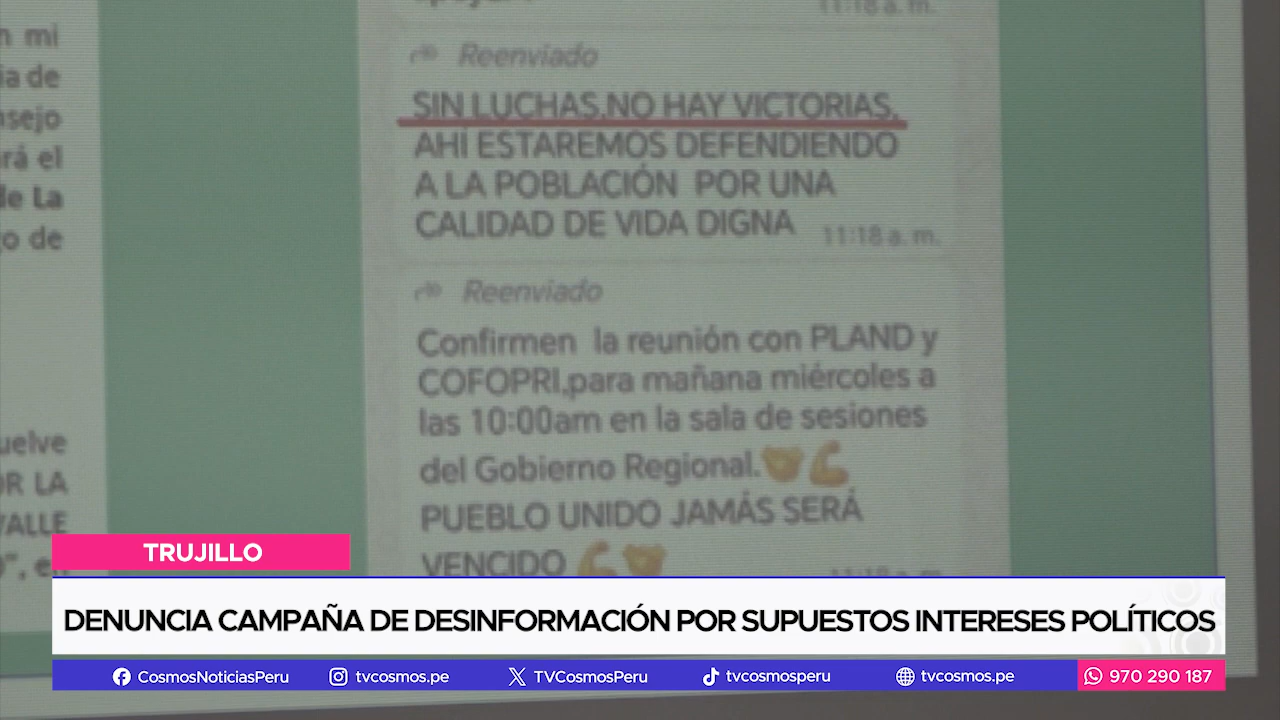 11:18 a. m.
Reenviado
SIN LUCHAS,NO HAY VICTORIAS,
AHÍ ESTAREMOS DEFENDIENDO
A LA POBLACIÓN POR UNA
CALIDAD DE VIDA DIGNA
11:18 a. m.
Reenviado
Confirmen la reunión con PLAND y
COFOPRI,para mañana miércoles a
las 10:00am en la sala de sesiones
del Gobierno Regional.🤝💪
PUEBLO UNIDO JAMÁS SERÁ
VENCIDO 💪🤝
n mi
ia de
nsejo
rá el
de La
o de
uelve
OR LA
VALLE
TRUJILLO
DENUNCIA CAMPAÑA DE DESINFORMACIÓN POR SUPUESTOS INTERESES POLÍTICOS
CosmosNoticiasPeru
tvcosmos.pe
TVCosmosPeru
tvcosmosperu
tvcosmos.pe
970 290 187